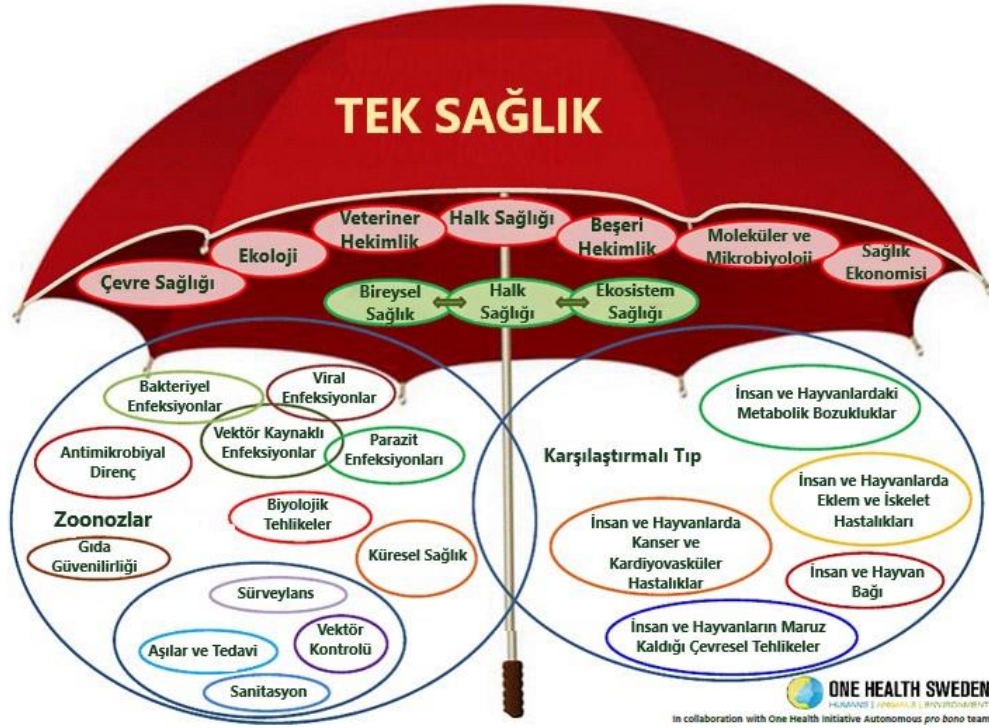 TEK SAĞLIK
Çevre Sağlığı
Ekoloji
Veteriner
Hekimlik
Halk Sağlığı
Beşeri
Hekimlik
Moleküler ve
Mikrobiyoloji
Sağlık
Ekonomisi
Bireysel
Sağlık
Halk
Sağlığı
Ekosistem
Sağlığı
Bakteriyel
Enfeksiyonlar
Viral
Enfeksiyonlar
Vektör Kaynaklı
Enfeksiyonlar
Parazit
Enfeksiyonları
Antimikrobiyal
Direnç
Biyolojik
Tehlikeler
Zoonozlar
Gıda
Güvenilirliği
Küresel Sağlık
Sürveylans
Aşılar ve Tedavi
Vektör
Kontrolü
Sanitasyon
İnsan ve Hayvanlardaki
Metabolik Bozukluklar
Karşılaştırmalı Tıp
İnsan ve Hayvanlarda
Eklem ve İskelet
Hastalıkları
İnsan ve Hayvanlarda
Kanser ve
Kardiyovasküler
Hastalıklar
İnsan ve Hayvan
Bağı
İnsan ve Hayvanların Maruz
Kaldığı Çevresel Tehlikeler
ONE HEALTH SWEDEN
HUMANS | ANIMALS | ENVIRONMENT
In collaboration with One Health Initiative Autonomous pro bono team